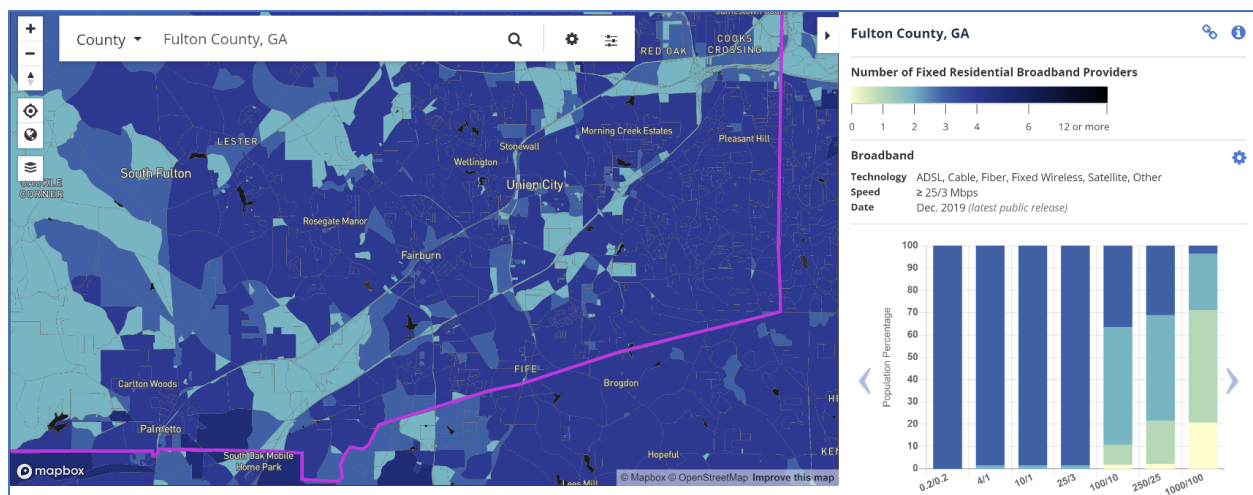 +
−
County
Fulton County, GA
RED OAK
COOKS
CROSSING
LESTER
Morning Creek Estates
Pleasant Hill
Stonewall
Wellington
South Fulton
Union City
CORNER
Rosegate Manor
Fairburn
FIFE
Carlton Woods
Brogdon
Palmetto
South Oak Mobile
Home Park
Hopeful
KEN
Lees Mill
mapbox
© Mapbox © OpenStreetMap Improve this map
Fulton County, GA
Number of Fixed Residential Broadband Providers
0 1 2 3 4 6 12 or more
Broadband
Technology ADSL, Cable, Fiber, Fixed Wireless, Satellite, Other
Speed ≥ 25/3 Mbps
Date Dec. 2019 (latest public release)
Population Percentage
100
90
80
70
60
50
40
30
20
10
0
0.2/0.2 4/1 10/1 25/3 100/10 250/25 1000/100